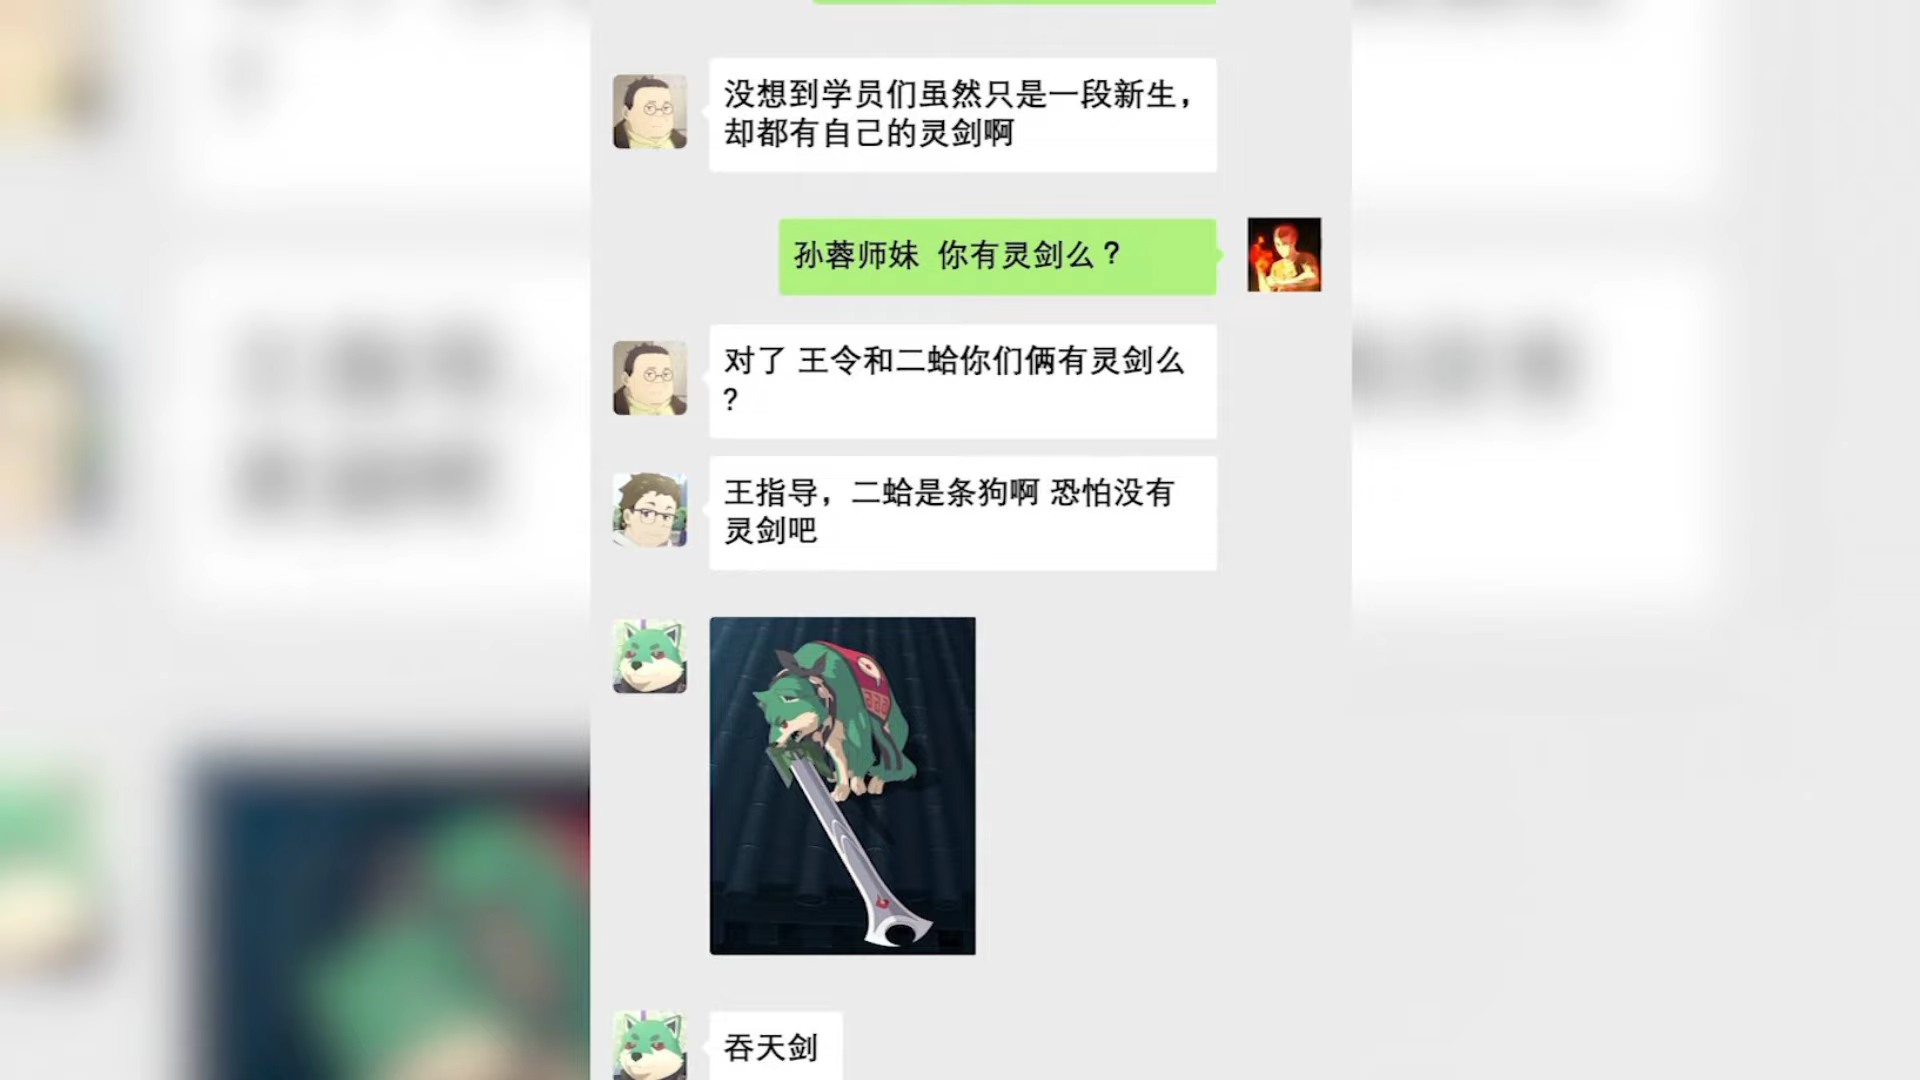 没想到学员们虽然只是一段新生，
却都有自己的灵剑啊
孙蓉师妹 你有灵剑么？
对了 王令和二蛤你们俩有灵剑么
？
王指导，二蛤是条狗啊 恐怕没有
灵剑吧
吞天剑